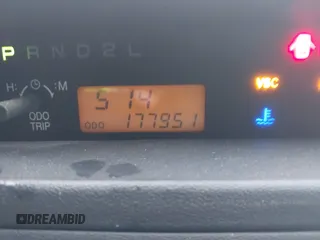 P R N D 2 L
H: :M
5 14
VSC
ODO
TRIP
ODO 177951
DREAMBID